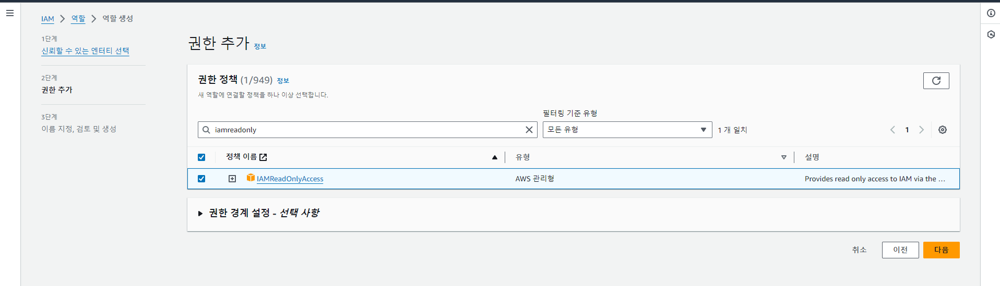 IAM > 역할 > 역할 생성
1단계
신뢰할 수 있는 엔터티 선택
2단계
권한 추가
3단계
이름 지정, 검토 및 생성
권한 추가 정보
권한 정책 (1/949) 정보
새 역할에 연결할 정책을 하나 이상 선택합니다.
필터링 기준 유형
iamreadonly 모든 유형 1 개 일치 1
정책 이름 유형 설명
IAMReadOnlyAccess AWS 관리형 Provides read only access to IAM via the ...
권한 경계 설정 - 선택 사항
취소 이전 다음